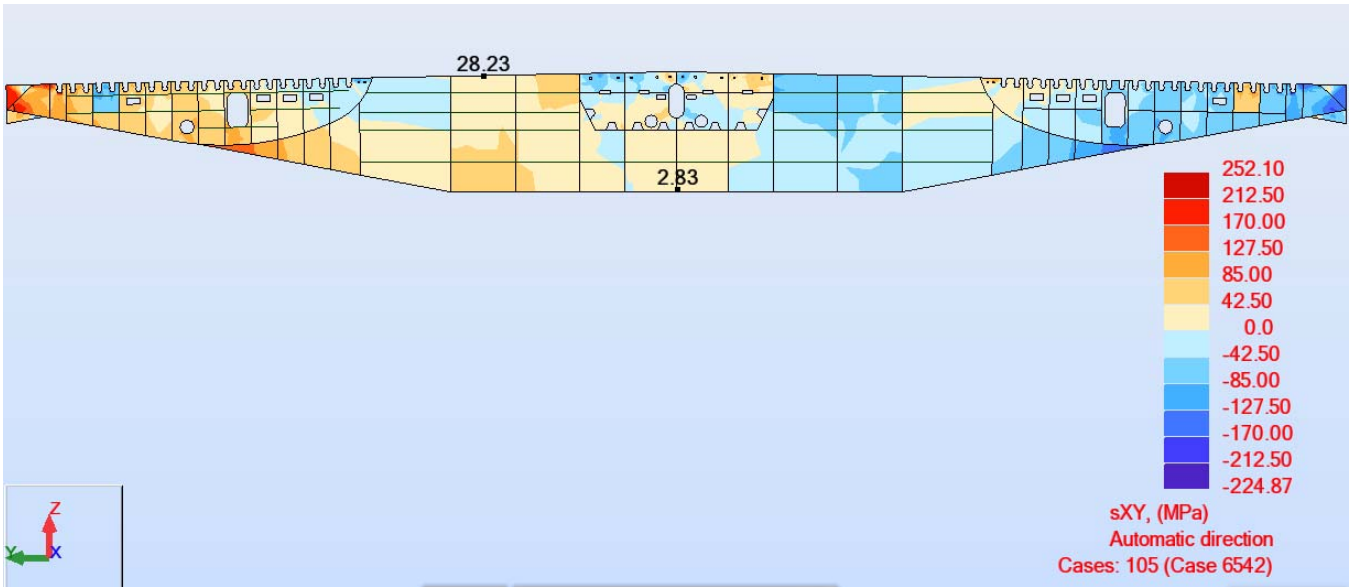 28.23
2.83
252.10
212.50
170.00
127.50
85.00
42.50
0.0
-42.50
-85.00
-127.50
-170.00
-212.50
-224.87
sXY, (MPa)
Automatic direction
Cases: 105 (Case 6542)
Z
Y
X